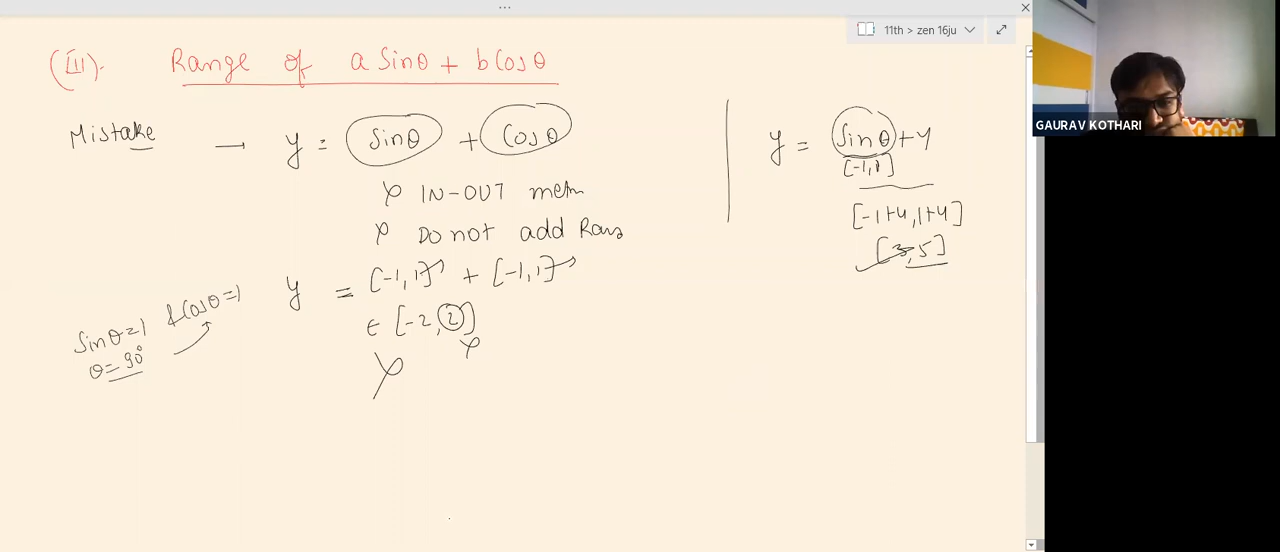 (III). Range of a Sinθ + b Cosθ
11th > zen 16ju
GAURAV KOTHARI
Mistake → y = Sinθ + Cosθ
IN-OUT meth
Do not add Rang
y = [-1,1] + [-1,1]
∈ [-2,2]
Sinθ=1 & Cosθ=1
θ=90°
y = Sinθ+4
[-1,1]
[-1+4,1+4]
[3,5]